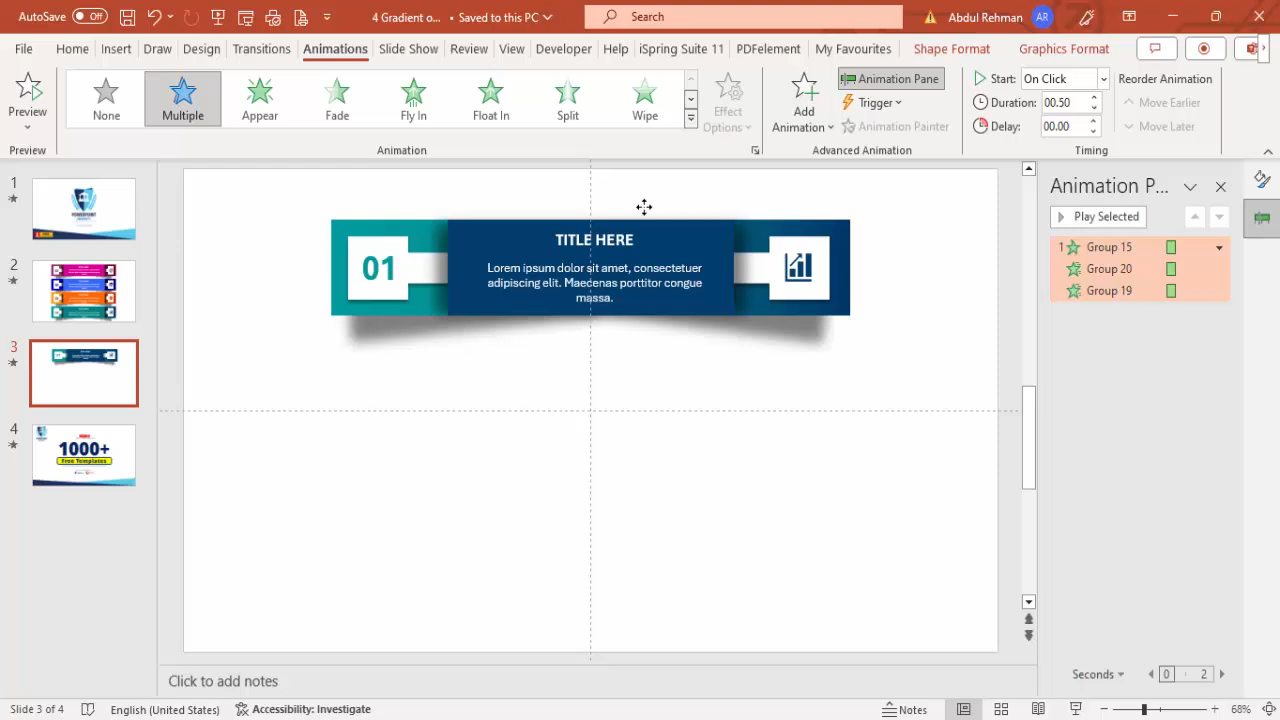 AutoSave Off 4 Gradient o... • Saved to this PC Search Abdul Rehman AR
File Home Insert Draw Design Transitions Animations Slide Show Review View Developer Help iSpring Suite 11 PDFelement My Favourites Shape Format Graphics Format
Preview
None Multiple Appear Fade Fly In Float In Split Wipe
Effect
Options
Add
Animation
Animation Pane
Trigger
Animation Painter
Start: On Click
Duration: 00.50
Delay: 00.00
Reorder Animation
Move Earlier
Move Later
Preview Animation Advanced Animation Timing
1
2
3
4
1000+
Free Templates
01
TITLE HERE
Lorem ipsum dolor sit amet, consectetuer
adipiscing elit. Maecenas porttitor congue
massa.
Animation P...
Play Selected
1 Group 15
Group 20
Group 19
Seconds 0 2
Click to add notes
Slide 3 of 4 English (United States) Accessibility: Investigate Notes 68%